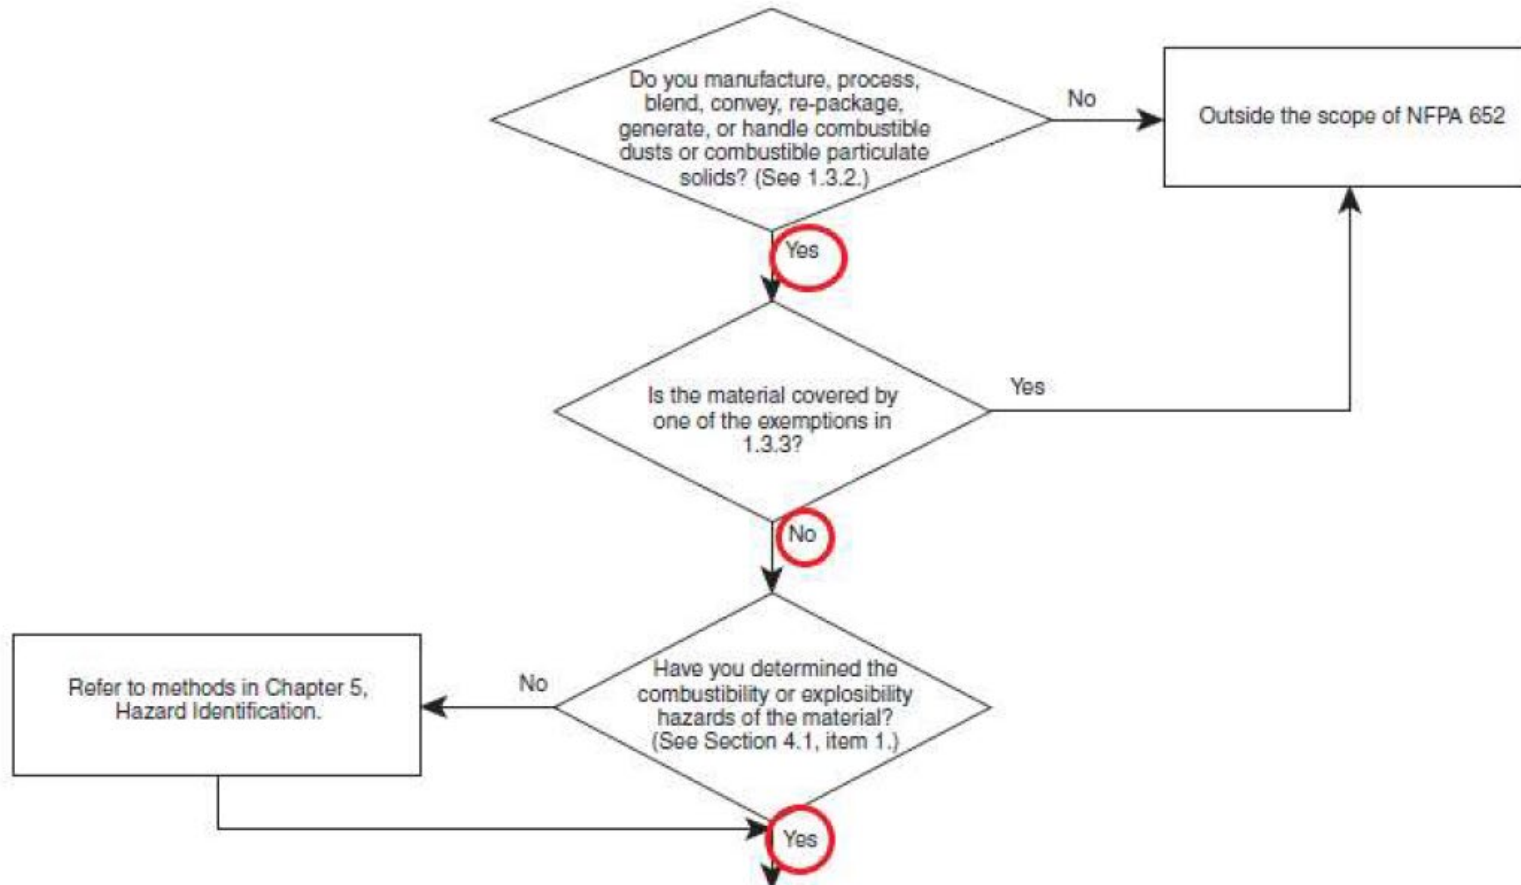 Do you manufacture, process,
blend, convey, re-package,
generate, or handle combustible
dusts or combustible particulate
solids? (See 1.3.2.)
No
Outside the scope of NFPA 652
Yes
Is the material covered by
one of the exemptions in
1.3.3?
Yes
No
Have you determined the
combustibility or explosibility
hazards of the material?
(See Section 4.1, item 1.)
No
Refer to methods in Chapter 5,
Hazard Identification.
Yes